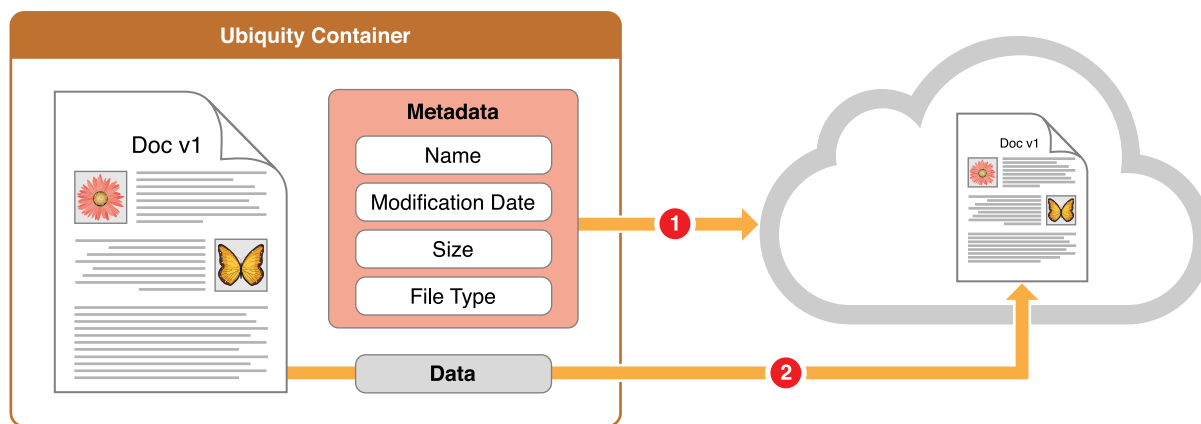 Ubiquity Container
Doc v1
Metadata
Name
Modification Date
Size
File Type
Data
1
2
Doc v1